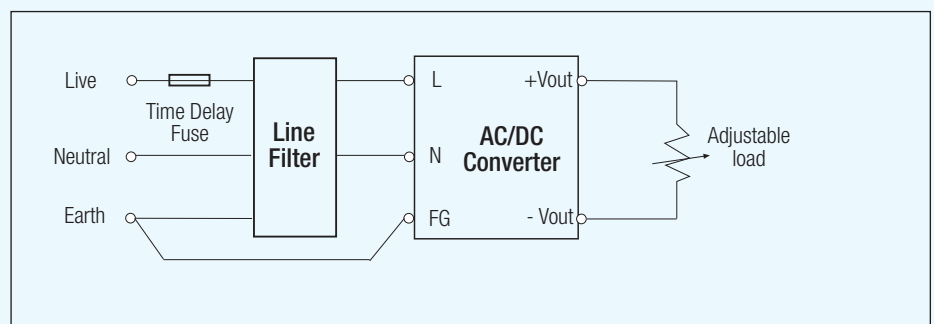 Live
Time Delay
Fuse
Neutral
Earth
Line
Filter
L
N
FG
AC/DC
Converter
+Vout
- Vout
Adjustable
load